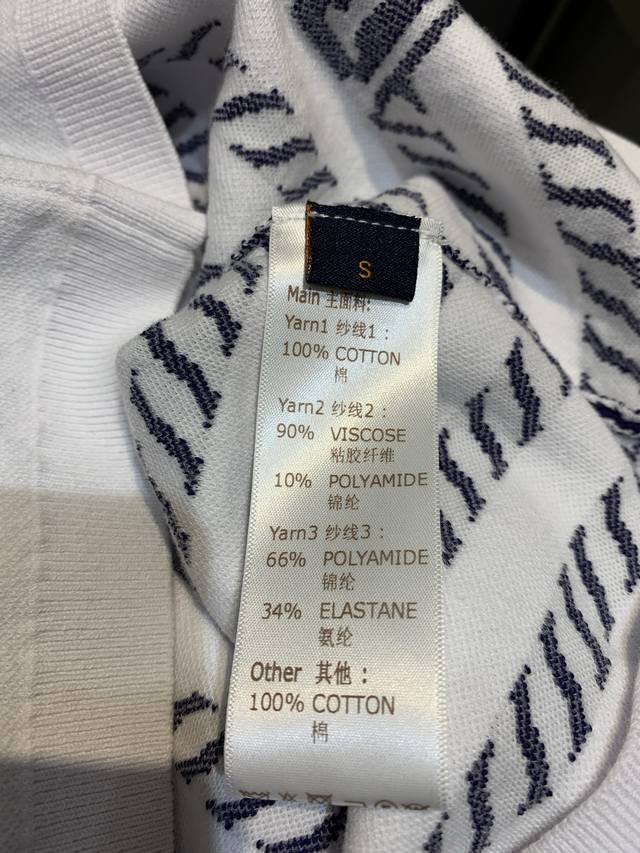 S
Main 主面料:
Yarn1 纱线1：
100% COTTON
棉
Yarn2 纱线2：
90% VISCOSE
粘胶纤维
10% POLYAMIDE
锦纶
Yarn3 纱线3：
66% POLYAMIDE
锦纶
34% ELASTANE
氨纶
Other 其他：
100% COTTON
棉